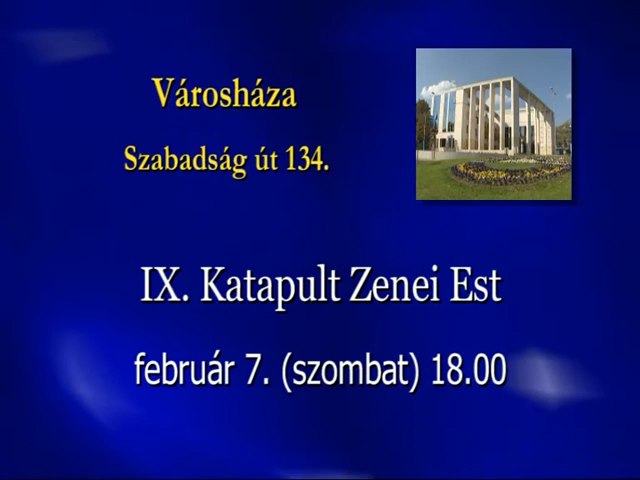 Városháza
Szabadság út 134.
IX. Katapult Zenei Est
február 7. (szombat) 18.00